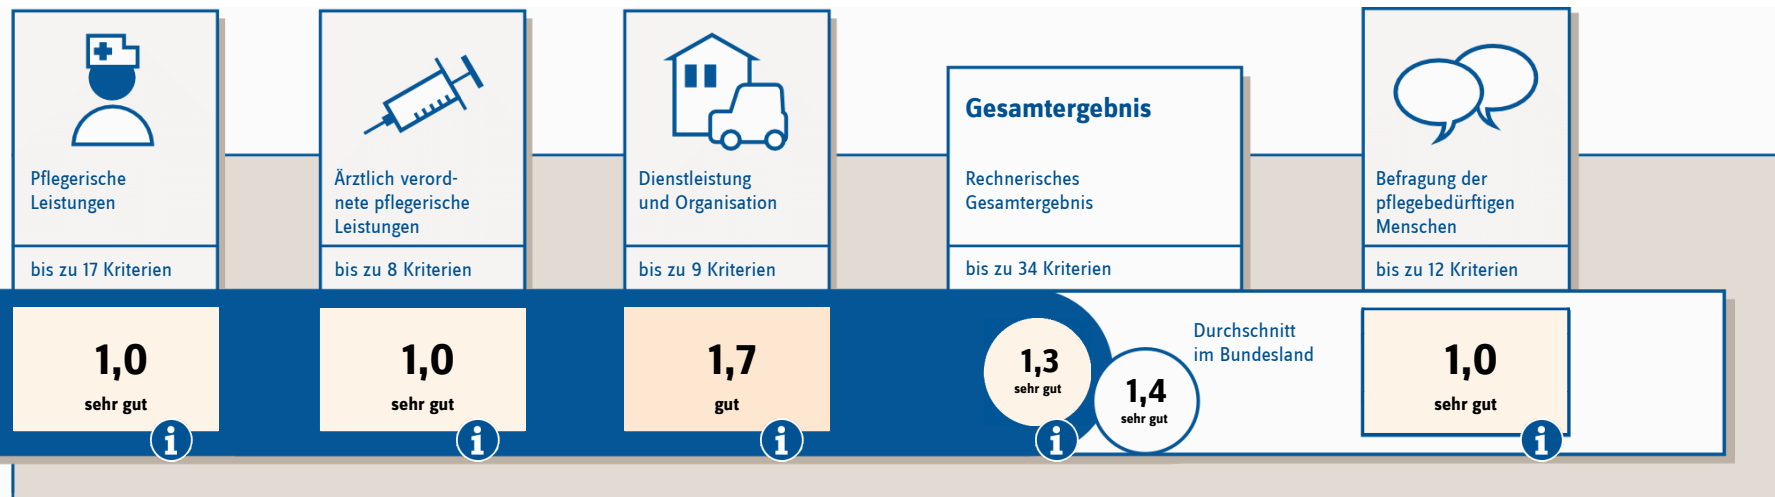 Pflegerische
Leistungen
bis zu 17 Kriterien
1,0
sehr gut
i
Ärztlich verord-
nete pflegerische
Leistungen
bis zu 8 Kriterien
1,0
sehr gut
i
Dienstleistung
und Organisation
bis zu 9 Kriterien
1,7
gut
i
Gesamtergebnis
Rechnerisches
Gesamtergebnis
bis zu 34 Kriterien
1,3
sehr gut
i
Durchschnitt
im Bundesland
1,4
sehr gut
Befragung der
pflegebedürftigen
Menschen
bis zu 12 Kriterien
1,0
sehr gut
i